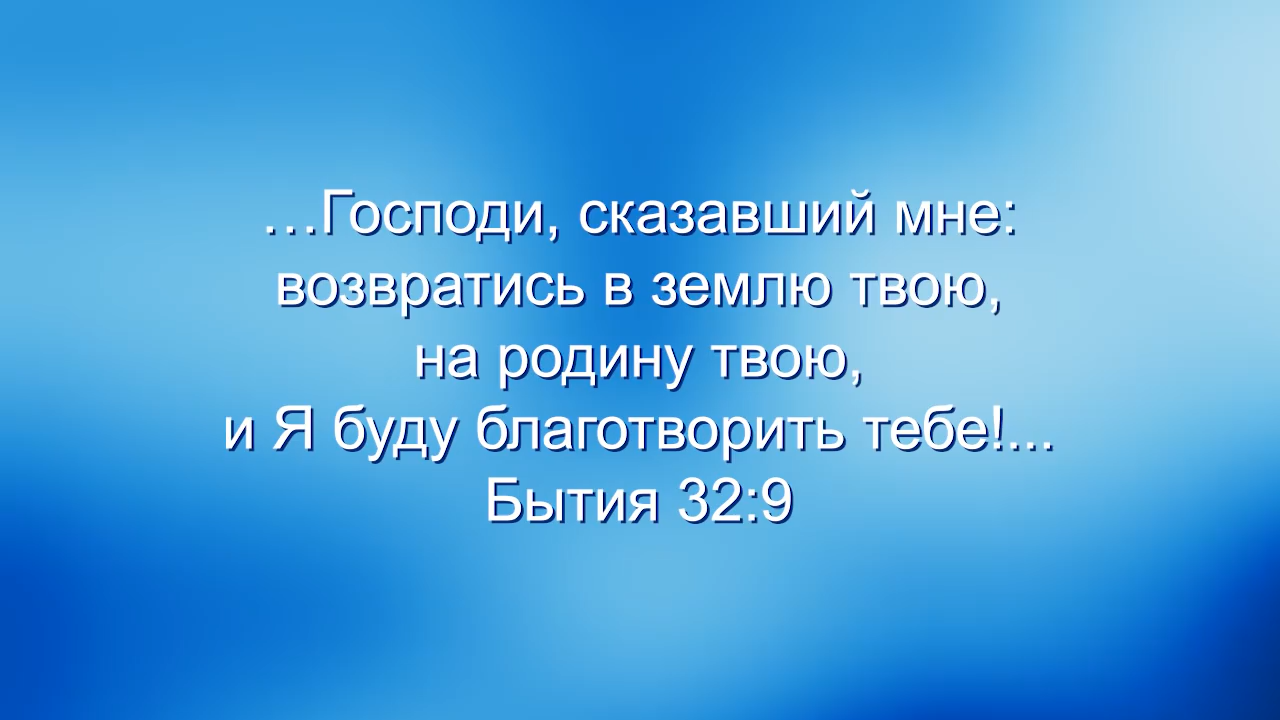 …Господи, сказавший мне:
возвратись в землю твою,
на родину твою,
и Я буду благотворить тебе!...
Бытия 32:9